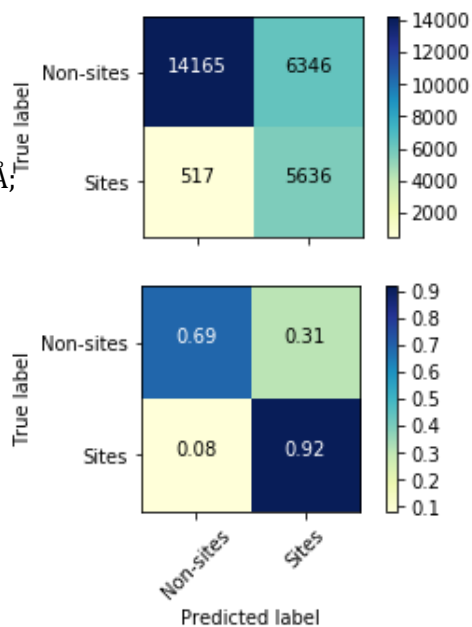 14000
12000
10000
8000
6000
4000
2000
Non-sites
14165
6346
True label
Å;
Sites
517
5636
0.9
0.8
0.7
0.6
0.5
0.4
0.3
0.2
0.1
Non-sites
0.69
0.31
True label
Sites
0.08
0.92
Non-sites
Sites
Predicted label